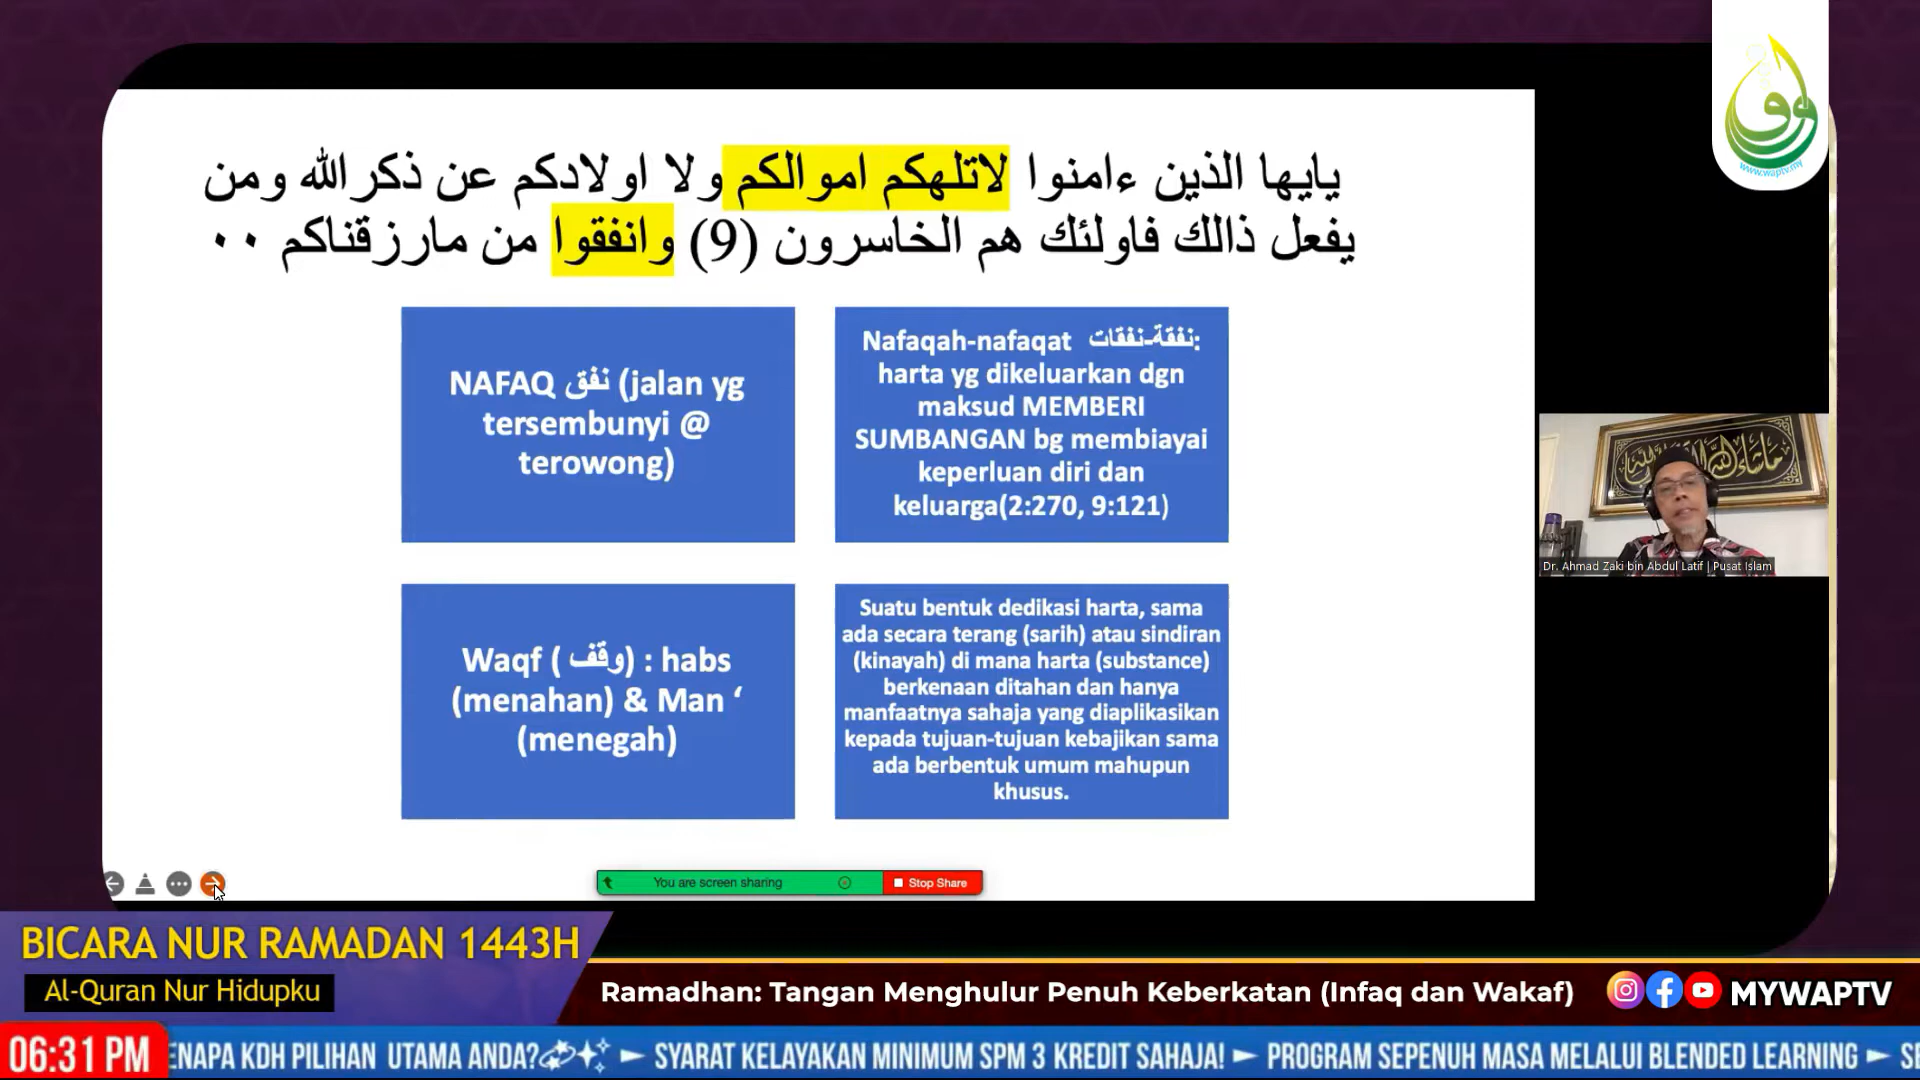 يايها الذين ءامنوا لاتلهكم اموالكم ولا اولادكم عن ذكرالله ومن
يفعل ذالك فاولئك هم الخاسرون (9) وانفقوا من مارزقناكم ٠٠
NAFAQ نفق (jalan yg
tersembunyi @
terowong)
Nafaqah-nafaqat نفقة-نفقات:
harta yg dikeluarkan dgn
maksud MEMBERI
SUMBANGAN bg membiayai
keperluan diri dan
keluarga(2:270, 9:121)
Waqf ( وقف) : habs
(menahan) & Man ‘
(menegah)
Suatu bentuk dedikasi harta, sama
ada secara terang (sarih) atau sindiran
(kinayah) di mana harta (substance)
berkenaan ditahan dan hanya
manfaatnya sahaja yang diaplikasikan
kepada tujuan-tujuan kebajikan sama
ada berbentuk umum mahupun
khusus.
www.waptv.my
Dr. Ahmad Zaki bin Abdul Latif | Pusat Islam
You are screen sharing
Stop Share
BICARA NUR RAMADAN 1443H
Al-Quran Nur Hidupku
Ramadhan: Tangan Menghulur Penuh Keberkatan (Infaq dan Wakaf)
MYWAPTV
06:31 PM
ENAPA KDH PILIHAN UTAMA ANDA? ► SYARAT KELAYAKAN MINIMUM SPM 3 KREDIT SAHAJA! ► PROGRAM SEPENUH MASA MELALUI BLENDED LEARNING ► SE